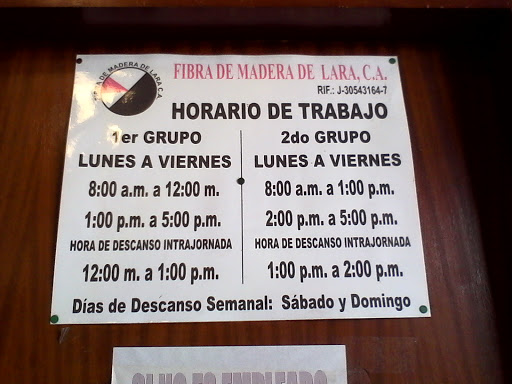 FIBRA DE MADERA DE LARA, C.A.
RIF.: J-30543164-7
HORARIO DE TRABAJO
1er GRUPO
LUNES A VIERNES
8:00 a.m. a 12:00 m.
1:00 p.m. a 5:00 p.m.
HORA DE DESCANSO INTRAJORNADA
12:00 m. a 1:00 p.m.
2do GRUPO
LUNES A VIERNES
8:00 a.m. a 1:00 p.m.
2:00 p.m. a 5:00 p.m.
HORA DE DESCANSO INTRAJORNADA
1:00 p.m. a 2:00 p.m.
Días de Descanso Semanal: Sábado y Domingo